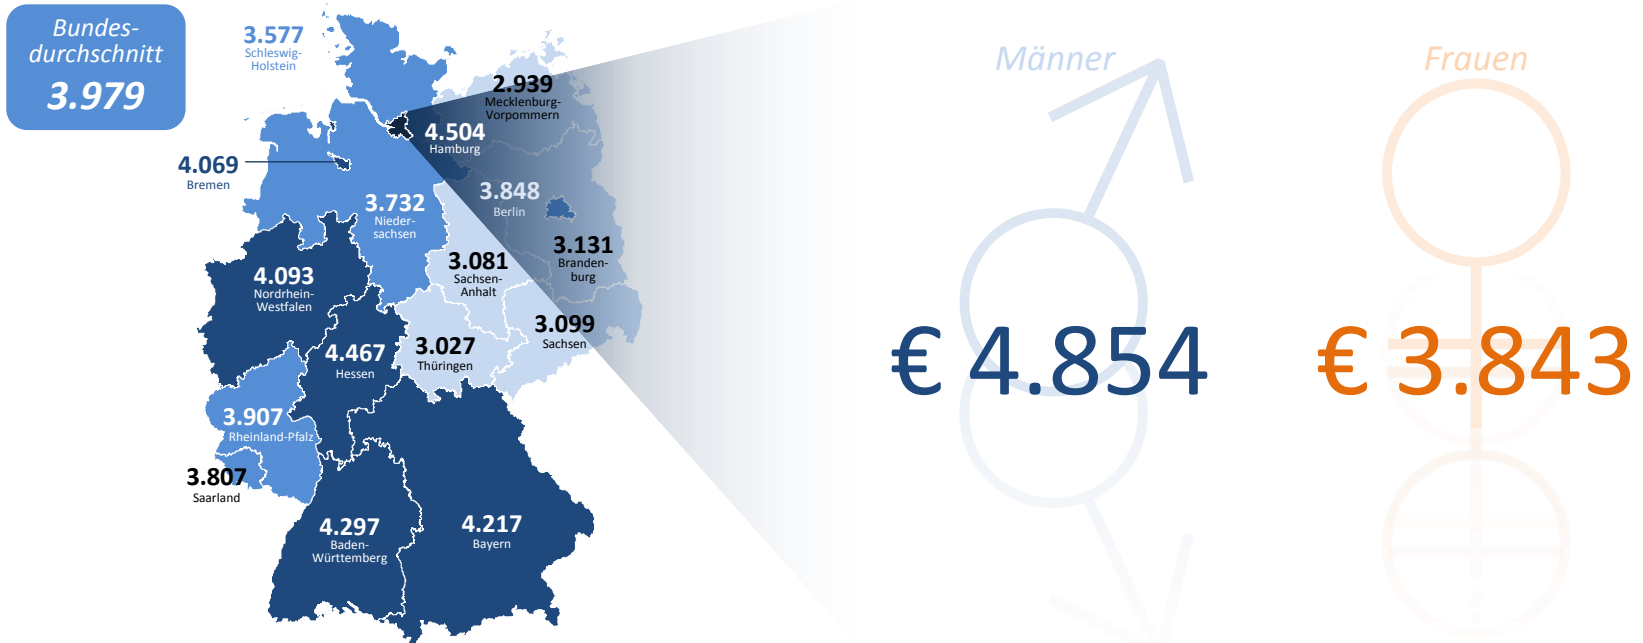 Bundes-
durchschnitt
3.979
3.577
Schleswig-
Holstein
2.939
Mecklenburg-
Vorpommern
4.504
Hamburg
4.069
Bremen
3.848
Berlin
3.732
Nieder-
sachsen
3.131
Branden-
burg
3.081
Sachsen-
Anhalt
4.093
Nordrhein-
Westfalen
3.099
Sachsen
3.027
Thüringen
4.467
Hessen
3.907
Rheinland-Pfalz
3.807
Saarland
4.297
Baden-
Württemberg
4.217
Bayern
Männer
€ 4.854
Frauen
€ 3.843